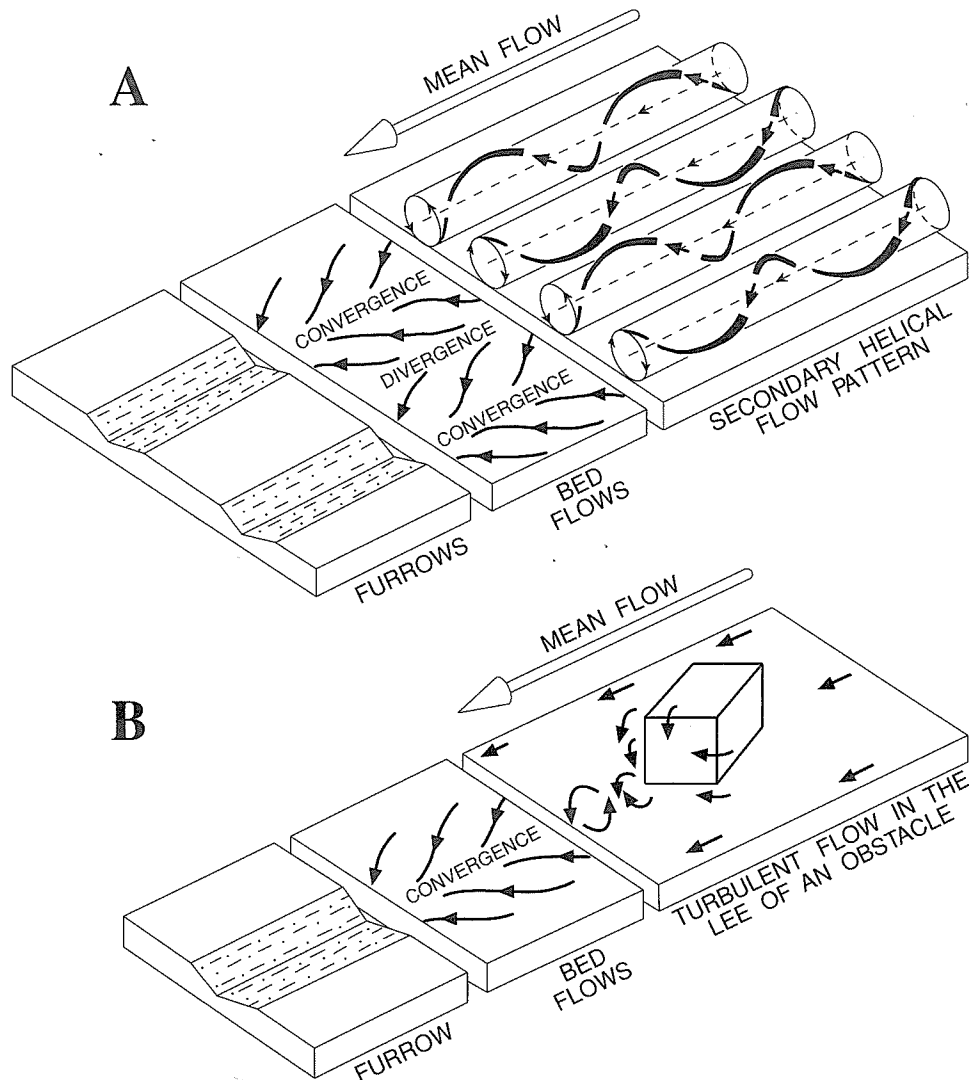 A
MEAN FLOW
CONVERGENCE
DIVERGENCE
CONVERGENCE
SECONDARY HELICAL
FLOW PATTERN
BED
FLOWS
FURROWS
B
MEAN FLOW
CONVERGENCE
TURBULENT FLOW IN THE
LEE OF AN OBSTACLE
BED
FLOWS
FURROW